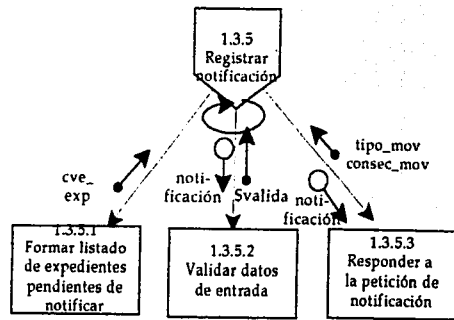 1.3.5
Registrar
notificación
cve_
exp
noti-
ficación
Svalida
tipo_mov
consec_mov
noti-
ficación
1.3.5.1
Formar listado
de expedientes
pendientes de
notificar
1.3.5.2
Validar datos
de entrada
1.3.5.3
Responder a
la petición de
notificación